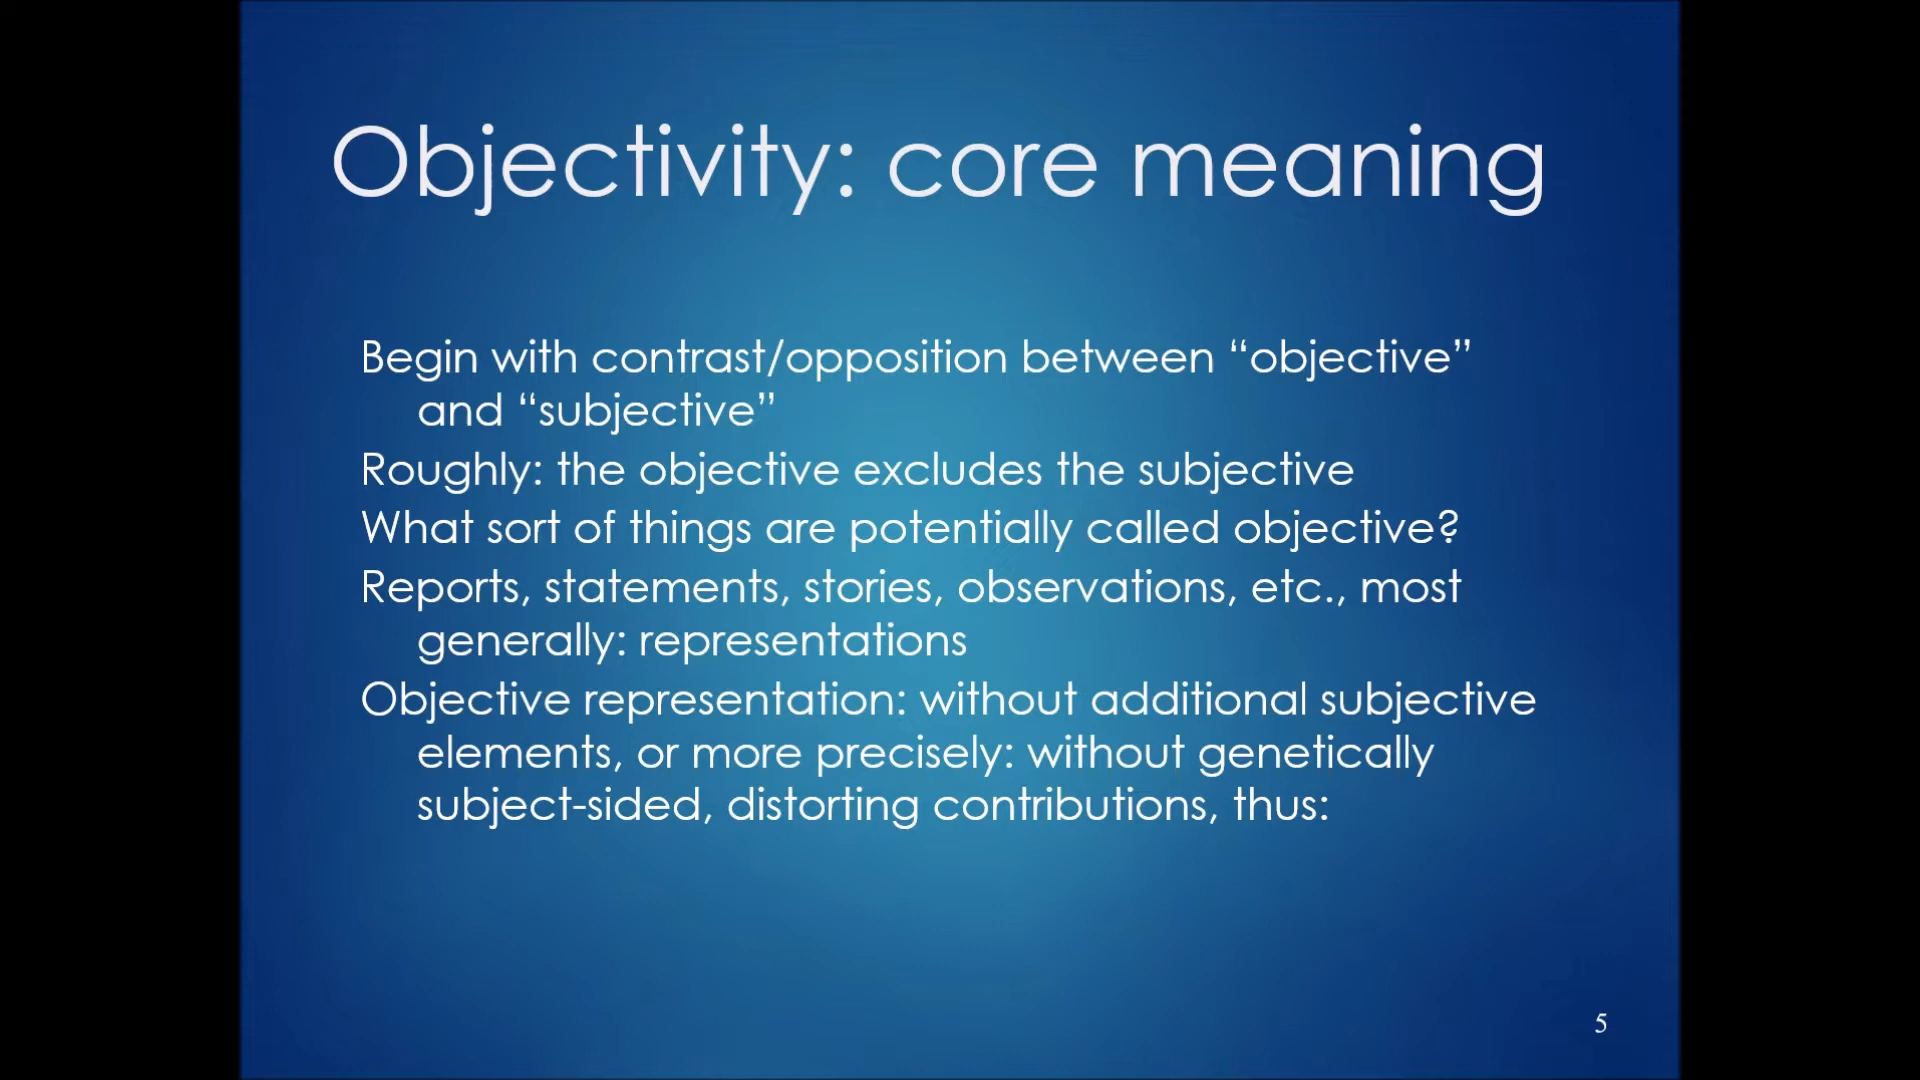 Objectivity: core meaning
Begin with contrast/opposition between “objective”
and “subjective”
Roughly: the objective excludes the subjective
What sort of things are potentially called objective?
Reports, statements, stories, observations, etc., most
generally: representations
Objective representation: without additional subjective
elements, or more precisely: without genetically
subject-sided, distorting contributions, thus:
5